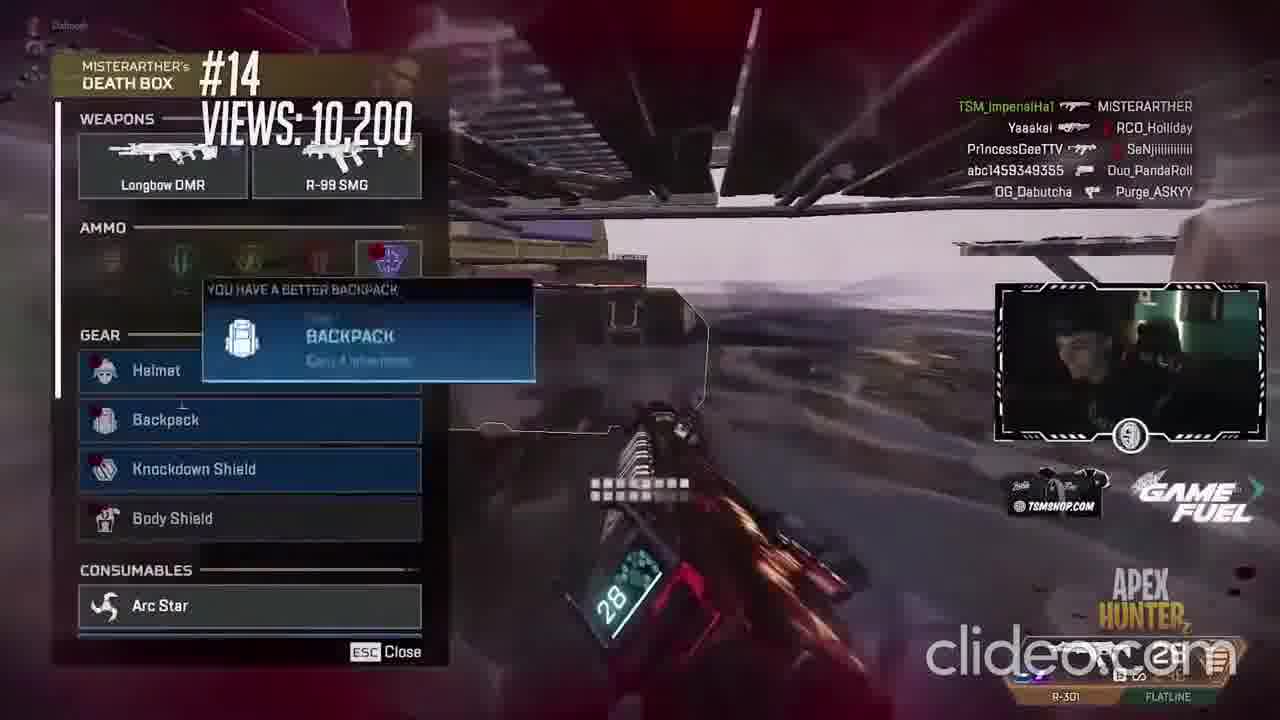 Daltoosh
MISTERARTHER's
DEATH BOX
#14
VIEWS: 10,200
WEAPONS
Longbow DMR
R-99 SMG
AMMO
YOU HAVE A BETTER BACKPACK
BACKPACK
GEAR
Helmet
Backpack
Knockdown Shield
Body Shield
CONSUMABLES
Arc Star
ESC Close
TSM_ImperialHal MISTERARTHER
Yaaakai RCO_Holliday
Pr1ncessGeeTTV SeNjiiiiiiiiiii
abc1459349355 Duo_PandaRoll
OG_Dabutcha Purge_ASKYY
TSMSHOP.COM
GAME
FUEL
28
APEX
HUNTERZ
clideo.com
R-301
FLATLINE